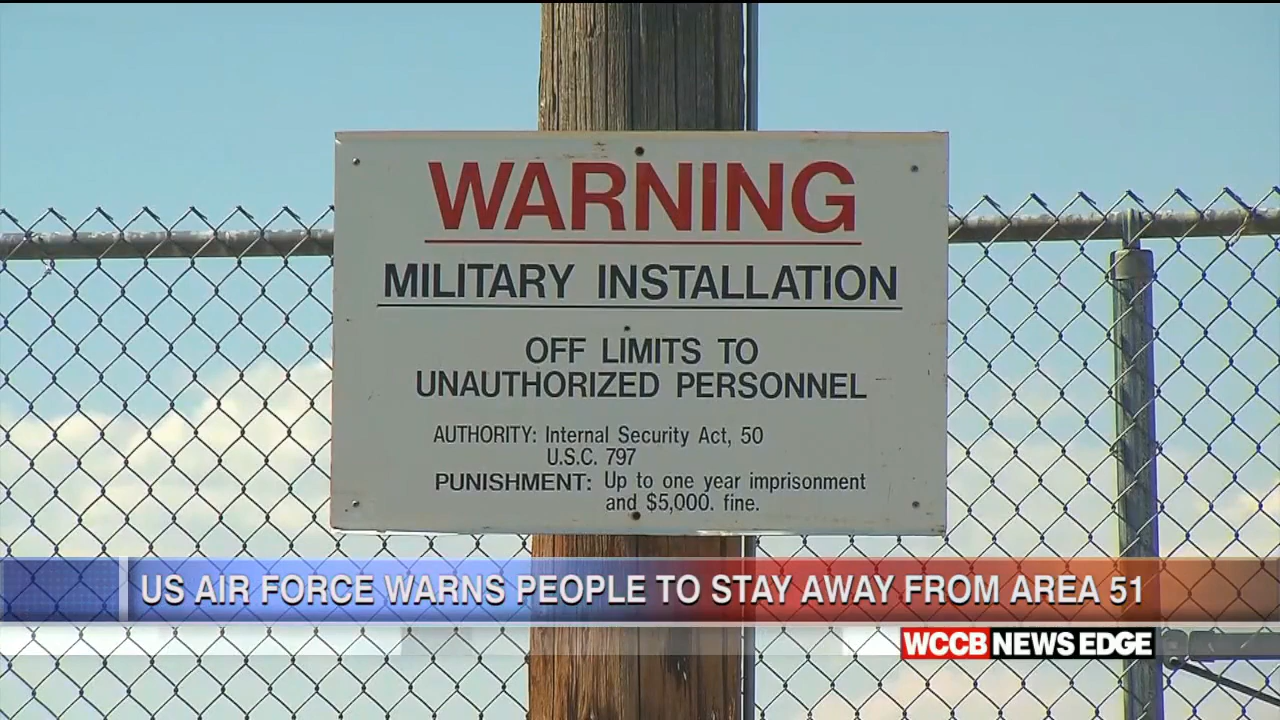 WARNING
MILITARY INSTALLATION
OFF LIMITS TO
UNAUTHORIZED PERSONNEL
AUTHORITY: Internal Security Act, 50
U.S.C. 797
PUNISHMENT: Up to one year imprisonment
and $5,000. fine.
US AIR FORCE WARNS PEOPLE TO STAY AWAY FROM AREA 51
WCCB NEWS EDGE